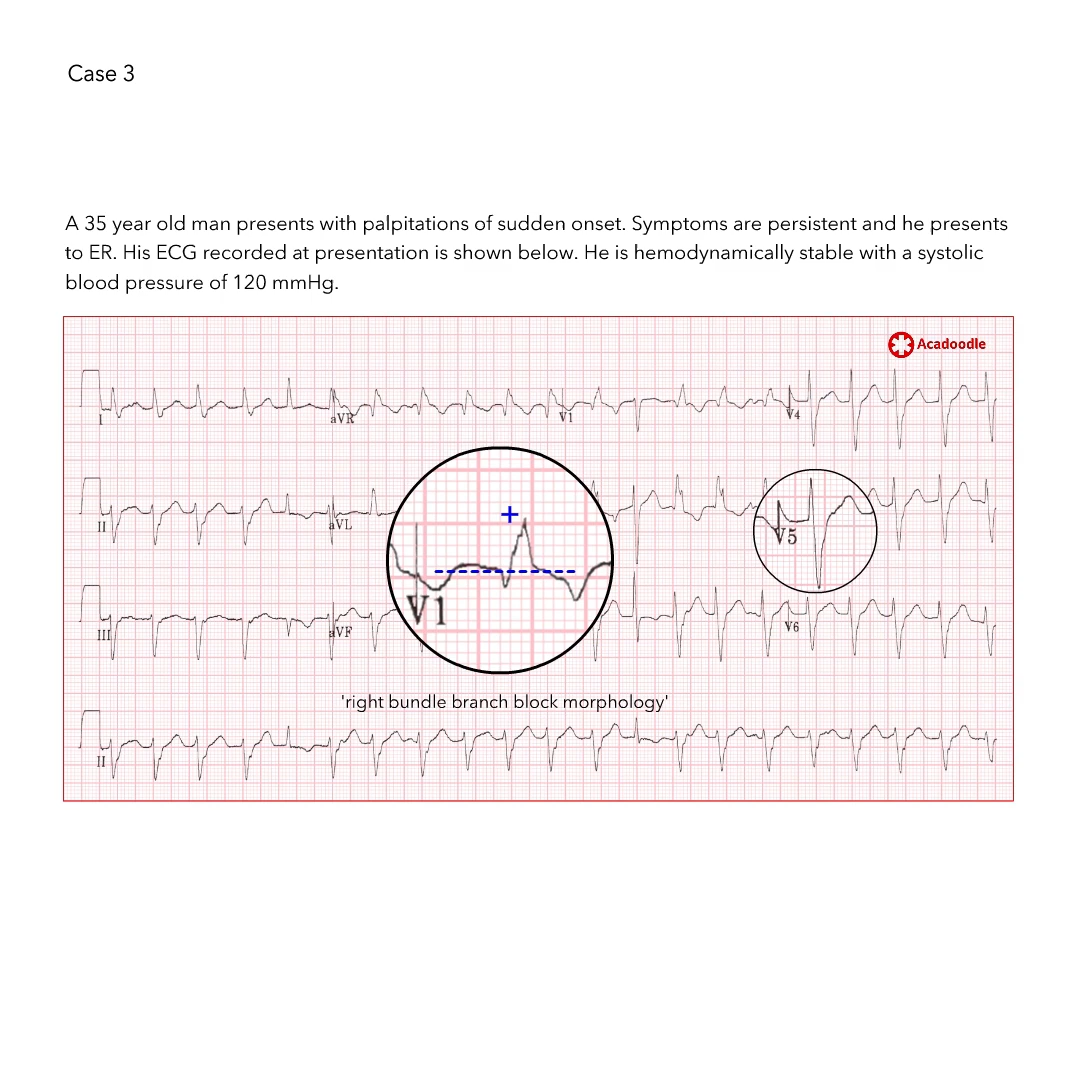 Case 3
A 35 year old man presents with palpitations of sudden onset. Symptoms are persistent and he presents
to ER. His ECG recorded at presentation is shown below. He is hemodynamically stable with a systolic
blood pressure of 120 mmHg.
Acadoodle
I aVR V1 V4
II aVL V5
V1
III aVF V6
'right bundle branch block morphology'
II